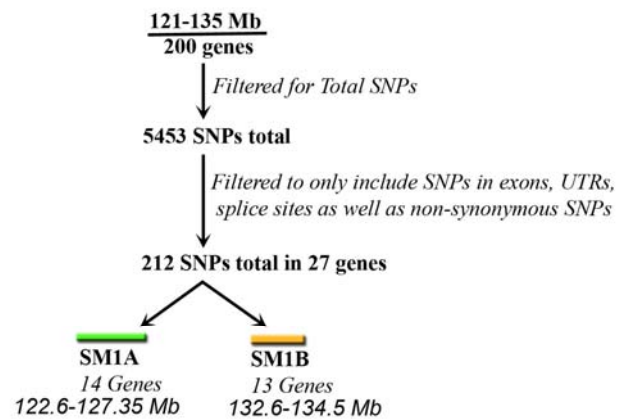 121-135 Mb
200 genes
Filtered for Total SNPs
5453 SNPs total
Filtered to only include SNPs in exons, UTRs,
splice sites as well as non-synonymous SNPs
212 SNPs total in 27 genes
SM1A
14 Genes
122.6-127.35 Mb
SM1B
13 Genes
132.6-134.5 Mb